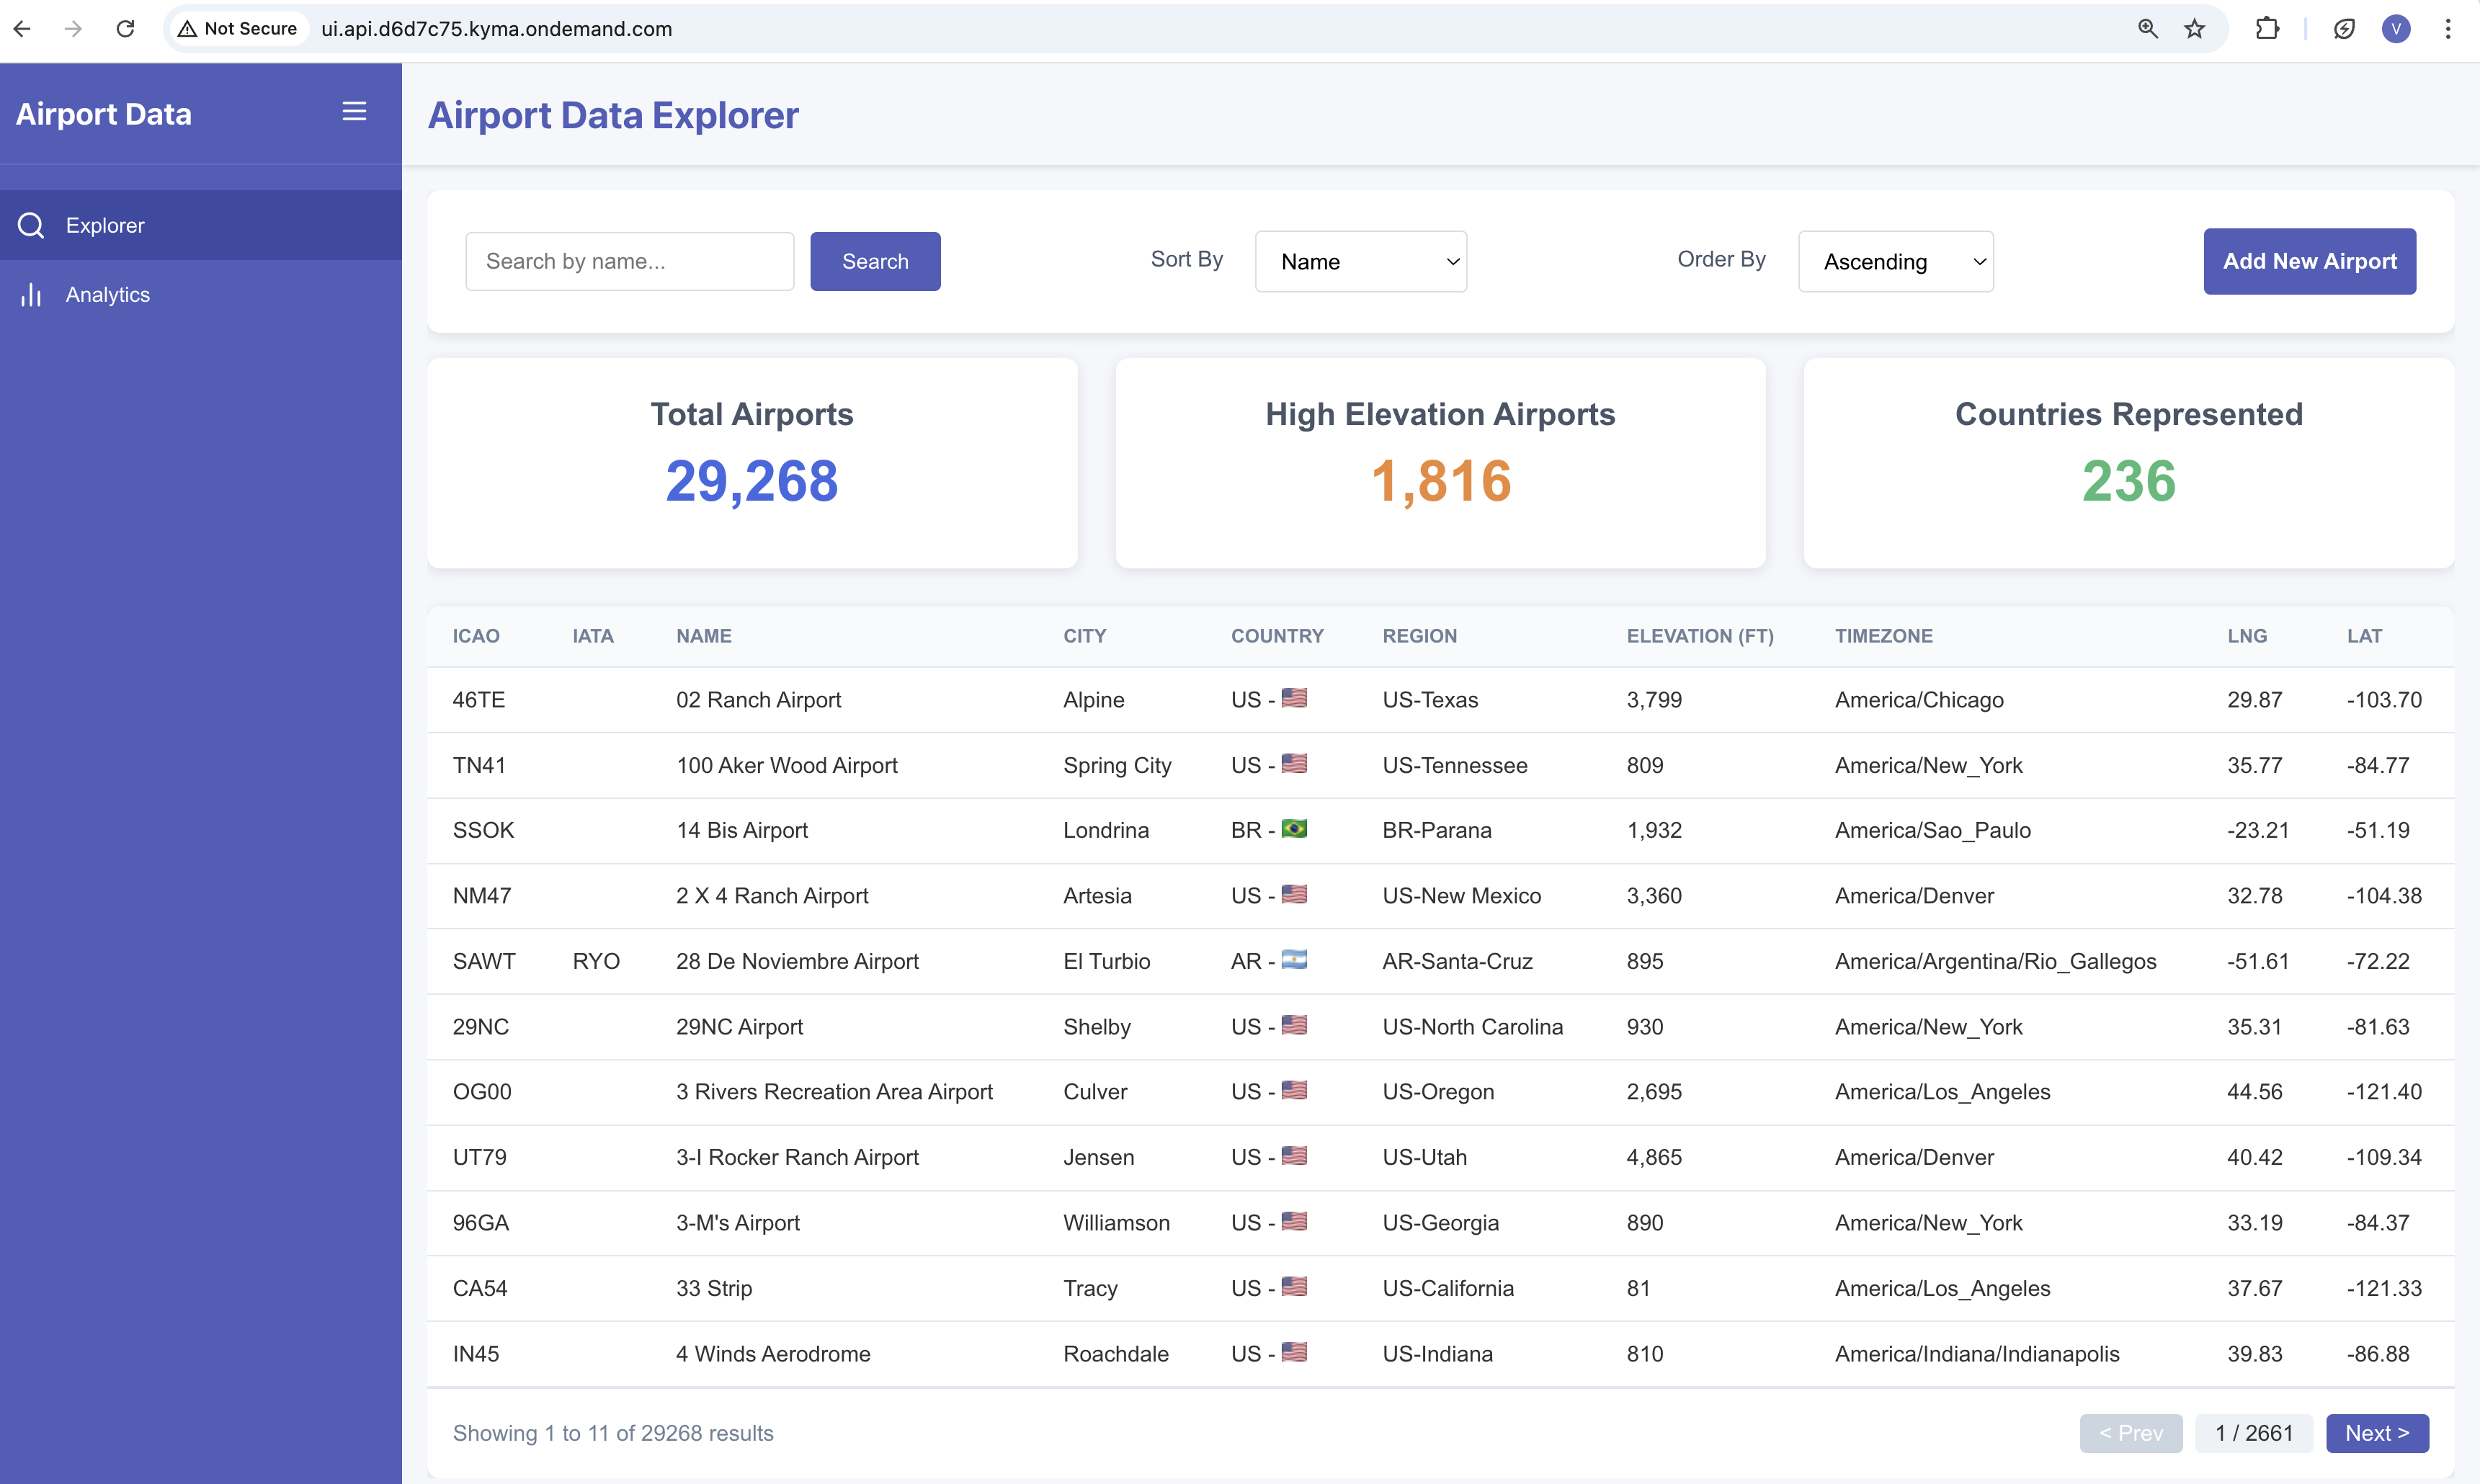 Not Secure ui.api.d6d7c75.kyma.ondemand.com V
Airport Data
Explorer
Analytics
Airport Data Explorer
Search by name... Search Sort By Name Order By Ascending Add New Airport
Total Airports
29,268
High Elevation Airports
1,816
Countries Represented
236
ICAO IATA NAME CITY COUNTRY REGION ELEVATION (FT) TIMEZONE LNG LAT
46TE 02 Ranch Airport Alpine US - US-Texas 3,799 America/Chicago 29.87 -103.70
TN41 100 Aker Wood Airport Spring City US - US-Tennessee 809 America/New_York 35.77 -84.77
SSOK 14 Bis Airport Londrina BR - BR-Parana 1,932 America/Sao_Paulo -23.21 -51.19
NM47 2 X 4 Ranch Airport Artesia US - US-New Mexico 3,360 America/Denver 32.78 -104.38
SAWT RYO 28 De Noviembre Airport El Turbio AR - AR-Santa-Cruz 895 America/Argentina/Rio_Gallegos -51.61 -72.22
29NC 29NC Airport Shelby US - US-North Carolina 930 America/New_York 35.31 -81.63
OG00 3 Rivers Recreation Area Airport Culver US - US-Oregon 2,695 America/Los_Angeles 44.56 -121.40
UT79 3-I Rocker Ranch Airport Jensen US - US-Utah 4,865 America/Denver 40.42 -109.34
96GA 3-M's Airport Williamson US - US-Georgia 890 America/New_York 33.19 -84.37
CA54 33 Strip Tracy US - US-California 81 America/Los_Angeles 37.67 -121.33
IN45 4 Winds Aerodrome Roachdale US - US-Indiana 810 America/Indiana/Indianapolis 39.83 -86.88
Showing 1 to 11 of 29268 results < Prev 1 / 2661 Next >